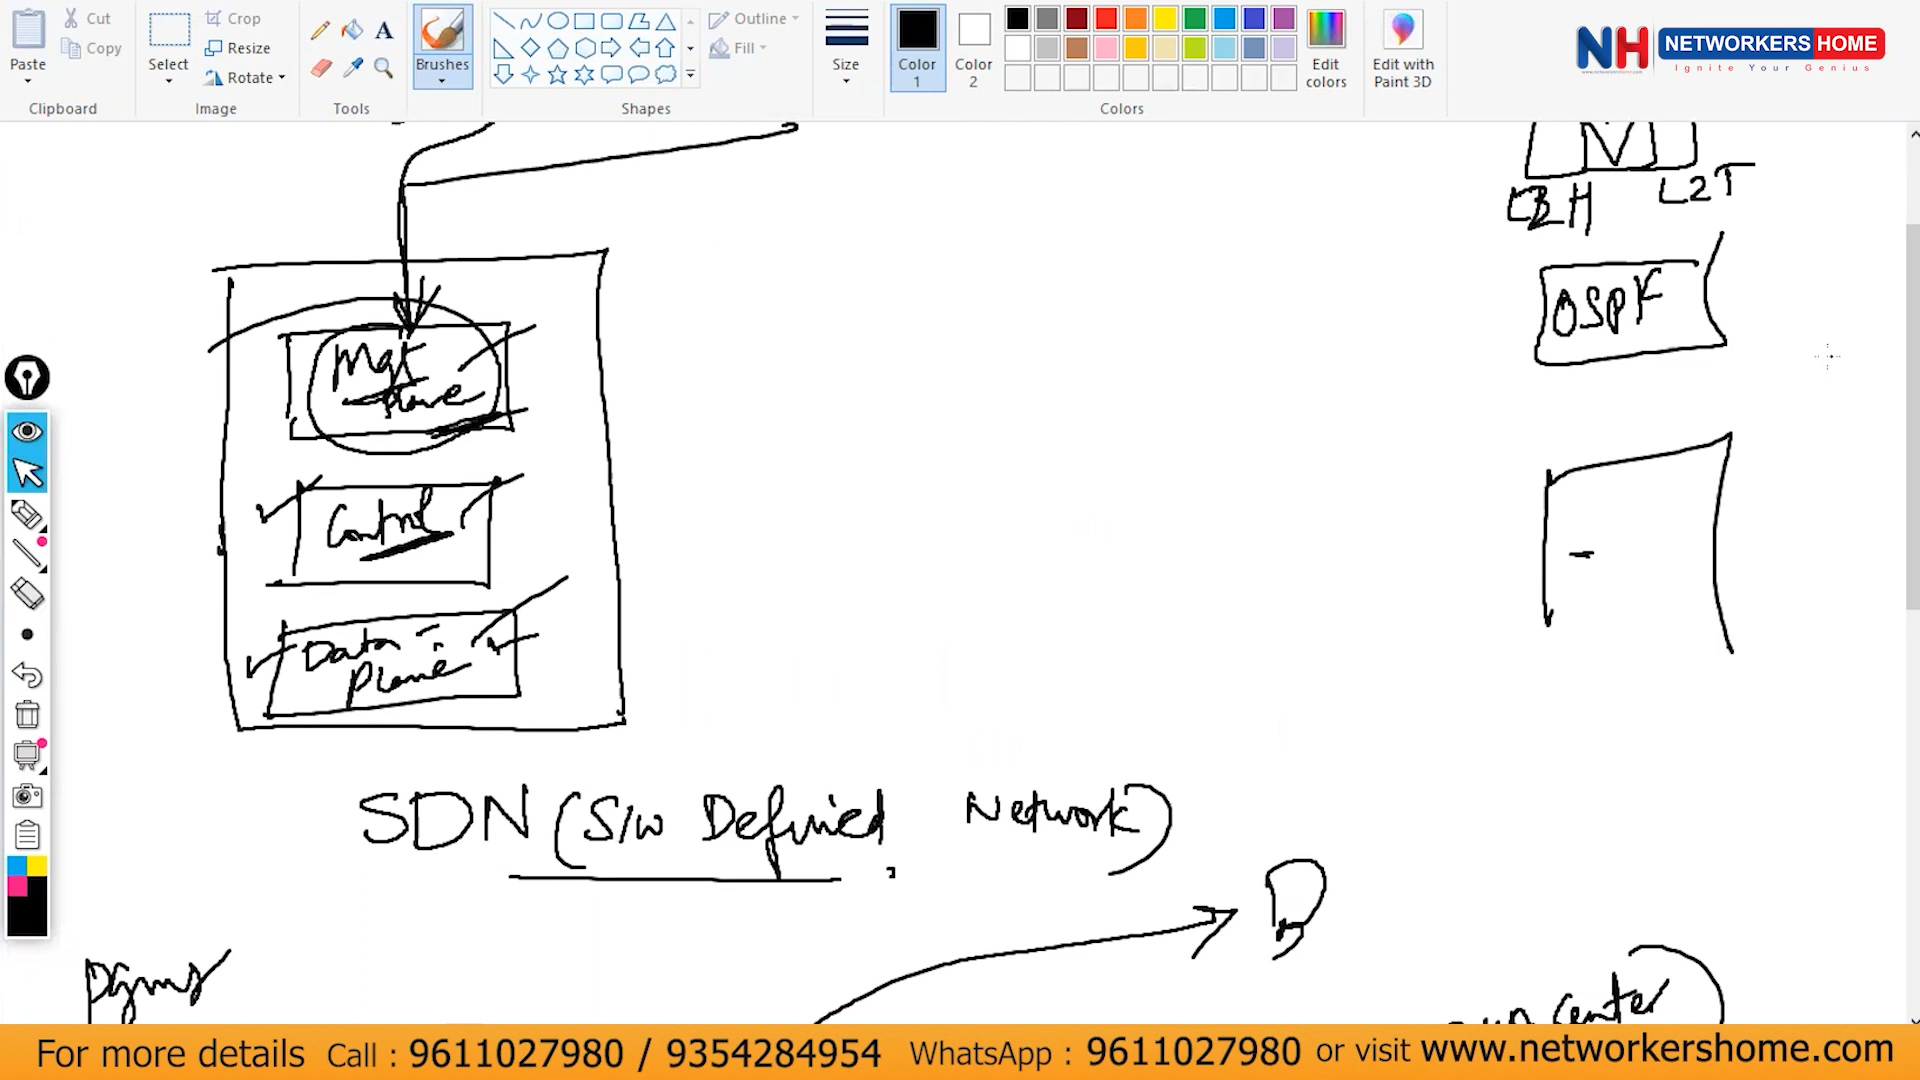 Cut
Crop
Outline
Copy
Resize
Fill
Paste
Select
Rotate
Brushes
Size
Color 1
Color 2
Edit colors
Edit with Paint 3D
Clipboard
Image
Tools
Shapes
Colors
NH NETWORKERS HOME
Ignite Your Genius
L2T
OSPF
Mgt
Plane
Control
Data
Plane
SDN (S/w Defined Network)
Pgms
Center
For more details Call : 9611027980 / 9354284954 WhatsApp : 9611027980 or visit www.networkershome.com